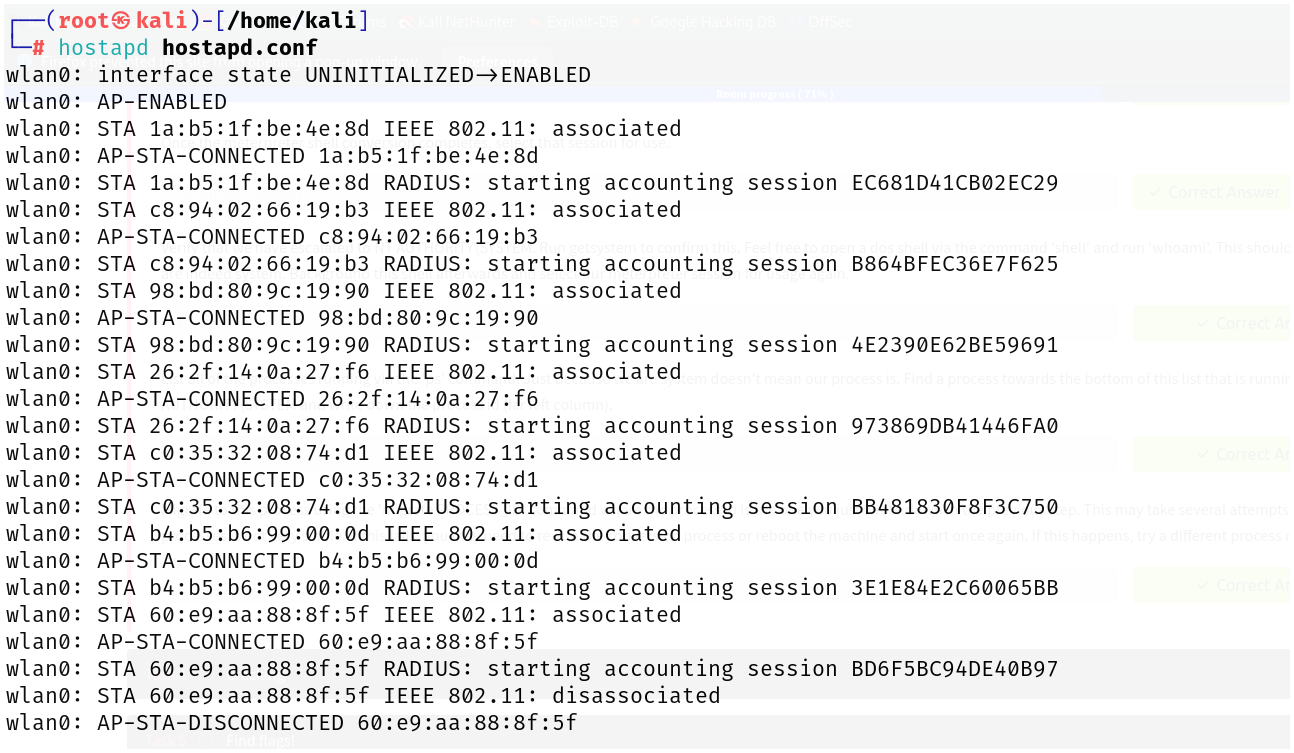 ┌──(root㉿kali)-[/home/kali]
└─# hostapd hostapd.conf
wlan0: interface state UNINITIALIZED->ENABLED
wlan0: AP-ENABLED
wlan0: STA 1a:b5:1f:be:4e:8d IEEE 802.11: associated
wlan0: AP-STA-CONNECTED 1a:b5:1f:be:4e:8d
wlan0: STA 1a:b5:1f:be:4e:8d RADIUS: starting accounting session EC681D41CB02EC29
wlan0: STA c8:94:02:66:19:b3 IEEE 802.11: associated
wlan0: AP-STA-CONNECTED c8:94:02:66:19:b3
wlan0: STA c8:94:02:66:19:b3 RADIUS: starting accounting session B864BFEC36E7F625
wlan0: STA 98:bd:80:9c:19:90 IEEE 802.11: associated
wlan0: AP-STA-CONNECTED 98:bd:80:9c:19:90
wlan0: STA 98:bd:80:9c:19:90 RADIUS: starting accounting session 4E2390E62BE59691
wlan0: STA 26:2f:14:0a:27:f6 IEEE 802.11: associated
wlan0: AP-STA-CONNECTED 26:2f:14:0a:27:f6
wlan0: STA 26:2f:14:0a:27:f6 RADIUS: starting accounting session 973869DB41446FA0
wlan0: STA c0:35:32:08:74:d1 IEEE 802.11: associated
wlan0: AP-STA-CONNECTED c0:35:32:08:74:d1
wlan0: STA c0:35:32:08:74:d1 RADIUS: starting accounting session BB481830F8F3C750
wlan0: STA b4:b5:b6:99:00:0d IEEE 802.11: associated
wlan0: AP-STA-CONNECTED b4:b5:b6:99:00:0d
wlan0: STA b4:b5:b6:99:00:0d RADIUS: starting accounting session 3E1E84E2C60065BB
wlan0: STA 60:e9:aa:88:8f:5f IEEE 802.11: associated
wlan0: AP-STA-CONNECTED 60:e9:aa:88:8f:5f
wlan0: STA 60:e9:aa:88:8f:5f RADIUS: starting accounting session BD6F5BC94DE40B97
wlan0: STA 60:e9:aa:88:8f:5f IEEE 802.11: disassociated
wlan0: AP-STA-DISCONNECTED 60:e9:aa:88:8f:5f